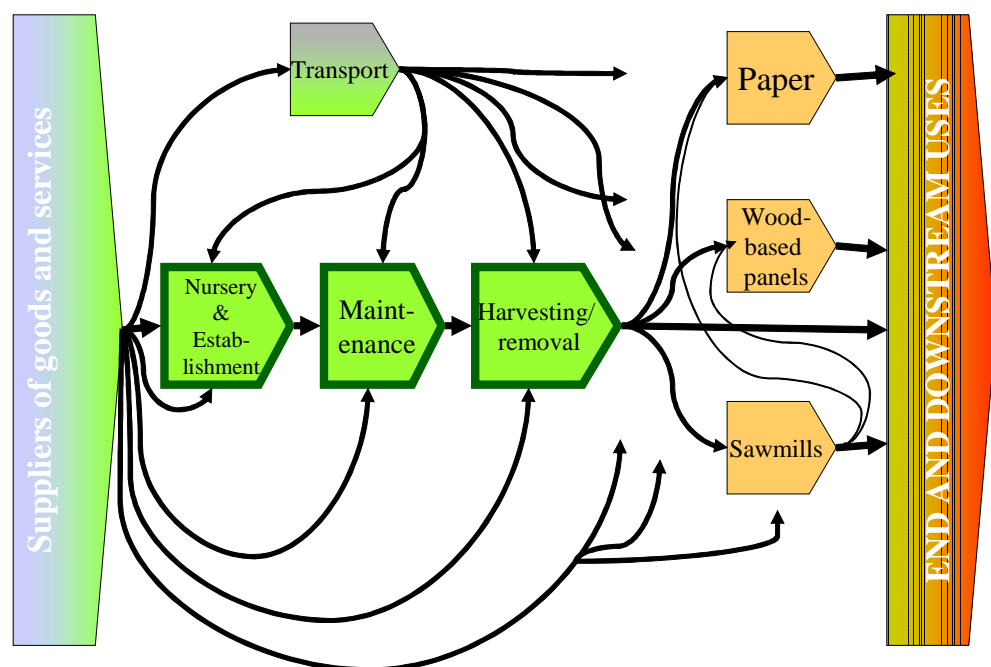 Suppliers of goods and services
Transport
Nursery
&
Estab-
lishment
Maint-
enance
Harvesting/
removal
Paper
Wood-
based
panels
Sawmills
END AND DOWNSTREAM USES